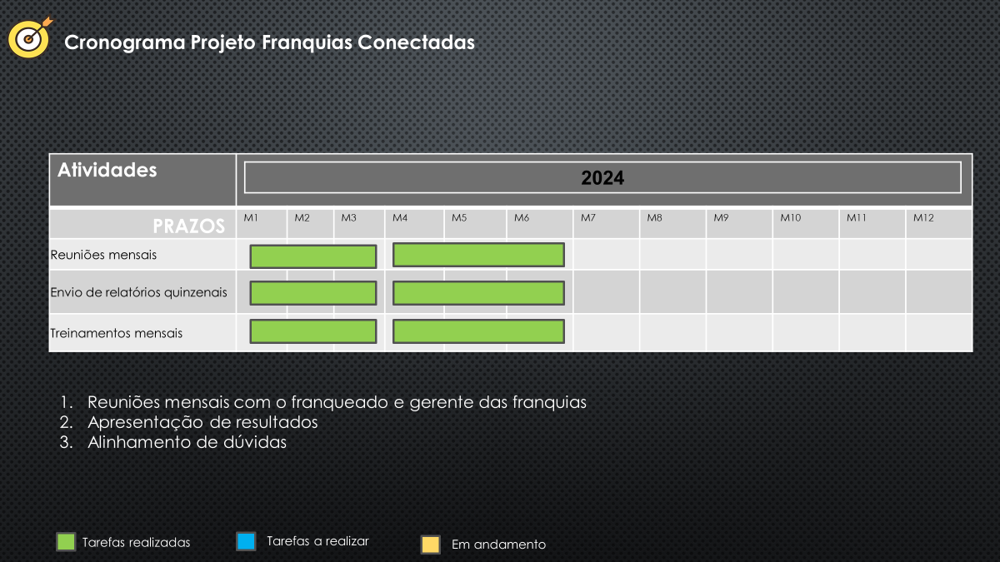 Cronograma Projeto Franquias Conectadas
Atividades
2024
PRAZOS
M1 M2 M3 M4 M5 M6 M7 M8 M9 M10 M11 M12
Reuniões mensais
Envio de relatórios quinzenais
Treinamentos mensais
1. Reuniões mensais com o franqueado e gerente das franquias
2. Apresentação de resultados
3. Alinhamento de dúvidas
Tarefas realizadas
Tarefas a realizar
Em andamento